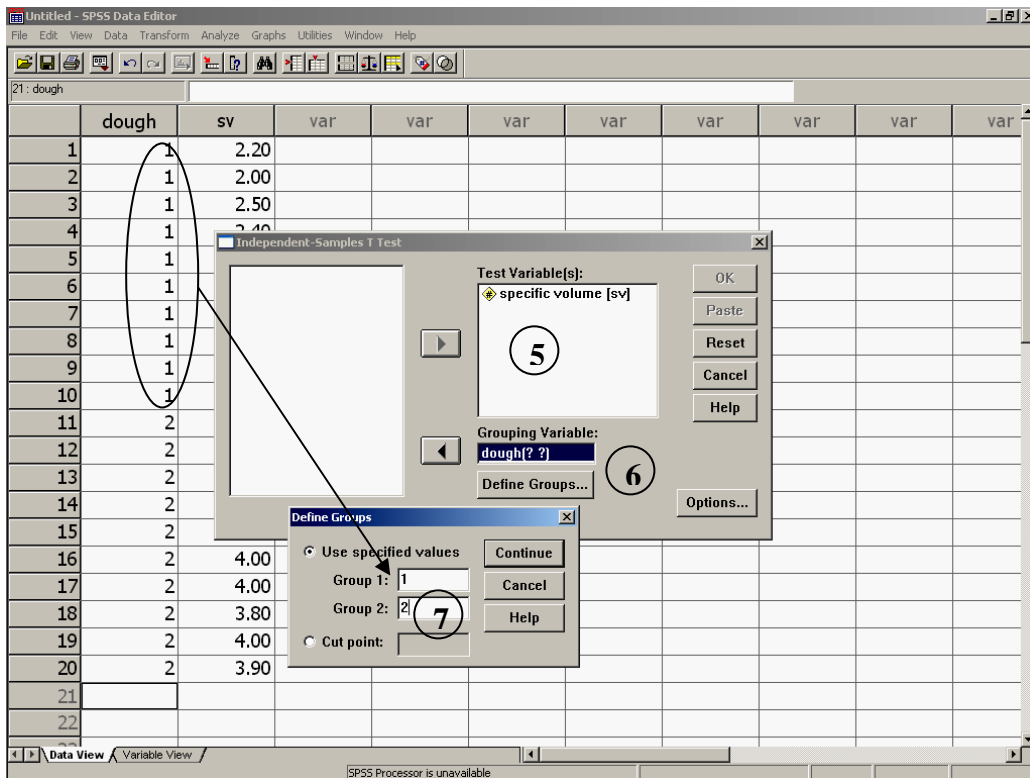 Untitled - SPSS Data Editor
File Edit View Data Transform Analyze Graphs Utilities Window Help
21 : dough
dough sv var var var var var var var var
1 1 2.20
2 1 2.00
3 1 2.50
4 1 2.40
5 1
6 1
7 1
8 1
9 1
10 1
11 2
12 2
13 2
14 2
15 2
16 2 4.00
17 2 4.00
18 2 3.80
19 2 4.00
20 2 3.90
21
22
Independent-Samples T Test
Test Variable(s):
specific volume [sv]
5
Grouping Variable:
dough(? ?)
6
Define Groups...
OK
Paste
Reset
Cancel
Help
Options...
Define Groups
Use specified values
Group 1: 1
Group 2: 2
7
Cut point:
Continue
Cancel
Help
Data View Variable View
SPSS Processor is unavailable